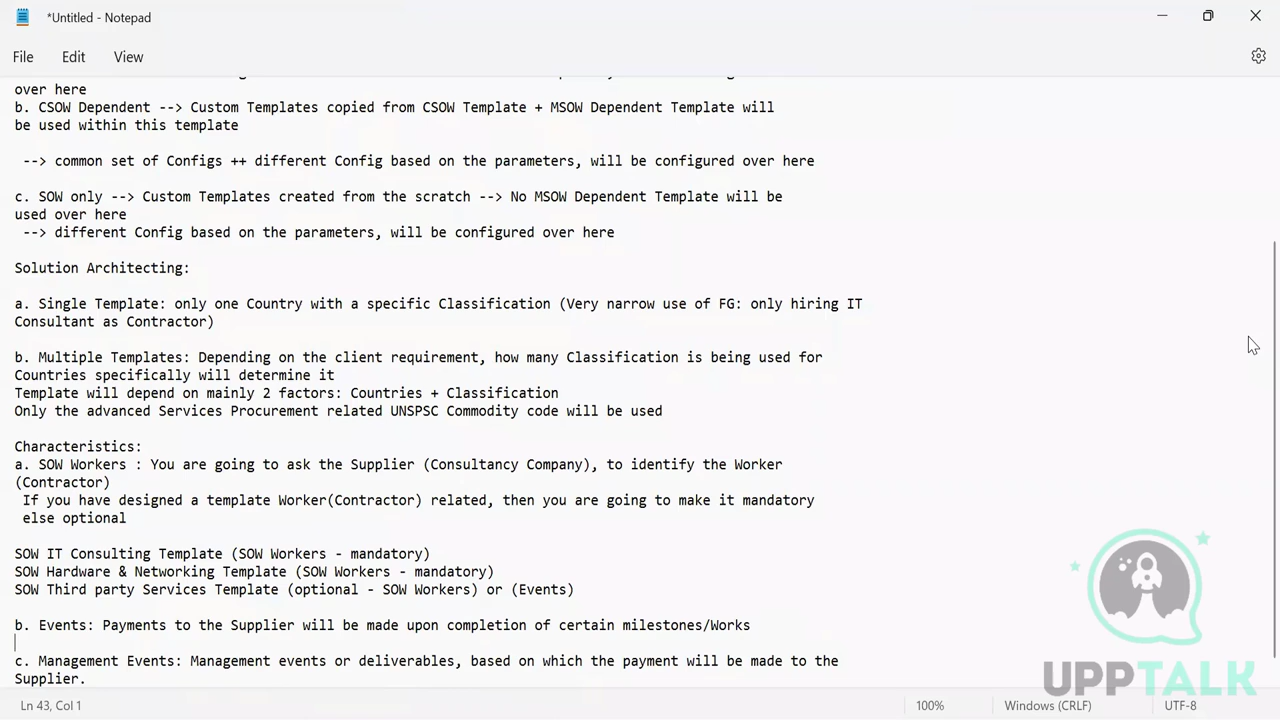 *Untitled - Notepad
File Edit View
over here
b. CSOW Dependent --> Custom Templates copied from CSOW Template + MSOW Dependent Template will
be used within this template
--> common set of Configs ++ different Config based on the parameters, will be configured over here
c. SOW only --> Custom Templates created from the scratch --> No MSOW Dependent Template will be
used over here
--> different Config based on the parameters, will be configured over here
Solution Architecting:
a. Single Template: only one Country with a specific Classification (Very narrow use of FG: only hiring IT
Consultant as Contractor)
b. Multiple Templates: Depending on the client requirement, how many Classification is being used for
Countries specifically will determine it
Template will depend on mainly 2 factors: Countries + Classification
Only the advanced Services Procurement related UNSPSC Commodity code will be used
Characteristics:
a. SOW Workers : You are going to ask the Supplier (Consultancy Company), to identify the Worker
(Contractor)
If you have designed a template Worker(Contractor) related, then you are going to make it mandatory
else optional
SOW IT Consulting Template (SOW Workers - mandatory)
SOW Hardware & Networking Template (SOW Workers - mandatory)
SOW Third party Services Template (optional - SOW Workers) or (Events)
b. Events: Payments to the Supplier will be made upon completion of certain milestones/Works
c. Management Events: Management events or deliverables, based on which the payment will be made to the
Supplier.
UPPTALK
Ln 43, Col 1 100% Windows (CRLF) UTF-8